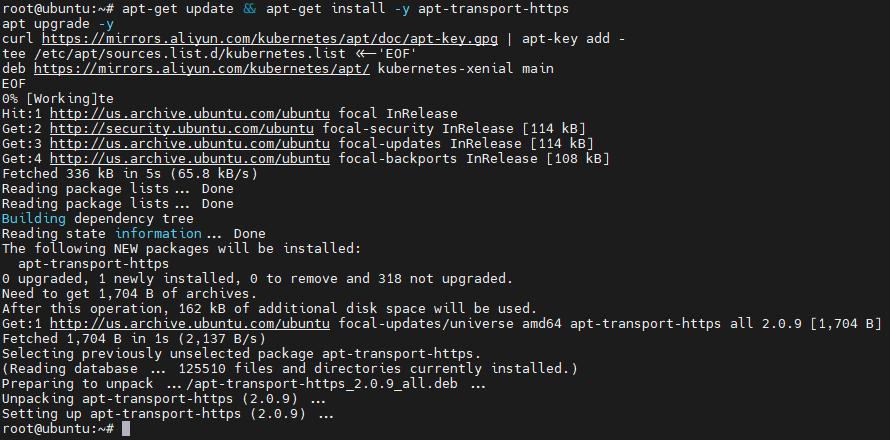 root@ubuntu:~# apt-get update && apt-get install -y apt-transport-https
apt upgrade -y
curl https://mirrors.aliyun.com/kubernetes/apt/doc/apt-key.gpg | apt-key add -
tee /etc/apt/sources.list.d/kubernetes.list <<-'EOF'
deb https://mirrors.aliyun.com/kubernetes/apt/ kubernetes-xenial main
EOF
0% [Working]te
Hit:1 http://us.archive.ubuntu.com/ubuntu focal InRelease
Get:2 http://security.ubuntu.com/ubuntu focal-security InRelease [114 kB]
Get:3 http://us.archive.ubuntu.com/ubuntu focal-updates InRelease [114 kB]
Get:4 http://us.archive.ubuntu.com/ubuntu focal-backports InRelease [108 kB]
Fetched 336 kB in 5s (65.8 kB/s)
Reading package lists... Done
Reading package lists... Done
Building dependency tree
Reading state information... Done
The following NEW packages will be installed:
  apt-transport-https
0 upgraded, 1 newly installed, 0 to remove and 318 not upgraded.
Need to get 1,704 B of archives.
After this operation, 162 kB of additional disk space will be used.
Get:1 http://us.archive.ubuntu.com/ubuntu focal-updates/universe amd64 apt-transport-https all 2.0.9 [1,704 B]
Fetched 1,704 B in 1s (2,137 B/s)
Selecting previously unselected package apt-transport-https.
(Reading database ... 125510 files and directories currently installed.)
Preparing to unpack .../apt-transport-https_2.0.9_all.deb ...
Unpacking apt-transport-https (2.0.9) ...
Setting up apt-transport-https (2.0.9) ...
root@ubuntu:~#